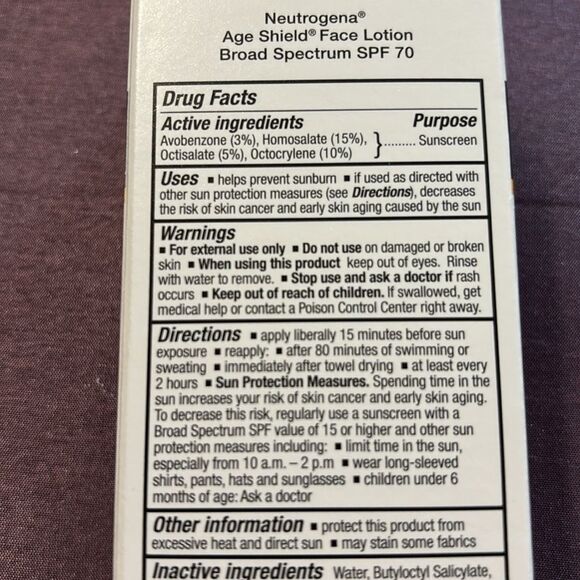 Neutrogena®
Age Shield® Face Lotion
Broad Spectrum SPF 70
Drug Facts
Active ingredients Purpose
Avobenzone (3%), Homosalate (15%),
Octisalate (5%), Octocrylene (10%) }......... Sunscreen
Uses ▪ helps prevent sunburn ▪ if used as directed with
other sun protection measures (see Directions), decreases
the risk of skin cancer and early skin aging caused by the sun
Warnings
▪ For external use only ▪ Do not use on damaged or broken
skin ▪ When using this product keep out of eyes. Rinse
with water to remove. ▪ Stop use and ask a doctor if rash
occurs ▪ Keep out of reach of children. If swallowed, get
medical help or contact a Poison Control Center right away.
Directions ▪ apply liberally 15 minutes before sun
exposure ▪ reapply: ▪ after 80 minutes of swimming or
sweating ▪ immediately after towel drying ▪ at least every
2 hours ▪ Sun Protection Measures. Spending time in the
sun increases your risk of skin cancer and early skin aging.
To decrease this risk, regularly use a sunscreen with a
Broad Spectrum SPF value of 15 or higher and other sun
protection measures including: ▪ limit time in the sun,
especially from 10 a.m. – 2 p.m ▪ wear long-sleeved
shirts, pants, hats and sunglasses ▪ children under 6
months of age: Ask a doctor
Other information ▪ protect this product from
excessive heat and direct sun ▪ may stain some fabrics
Inactive ingredients Water, Butyloctyl Salicylate,